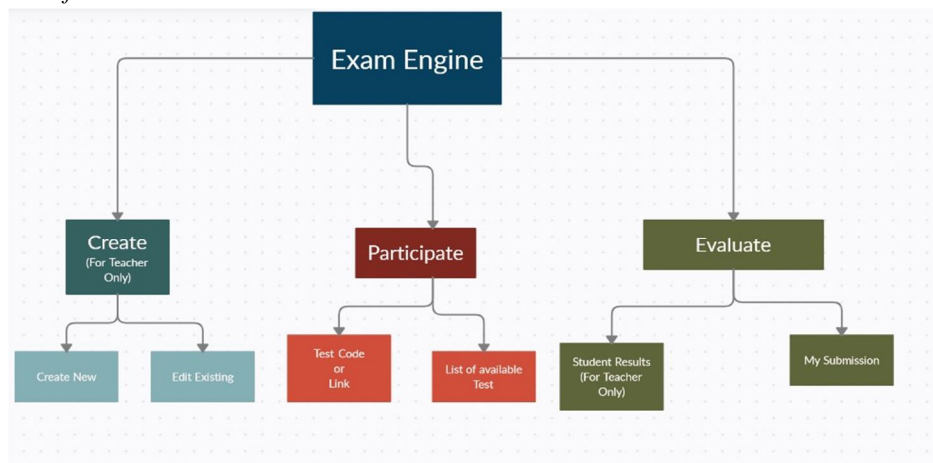 Exam Engine
Create
(For Teacher
Only)
Participate
Evaluate
Create New
Edit Existing
Test Code
or
Link
List of available
Test
Student Results
(For Teacher
Only)
My Submission